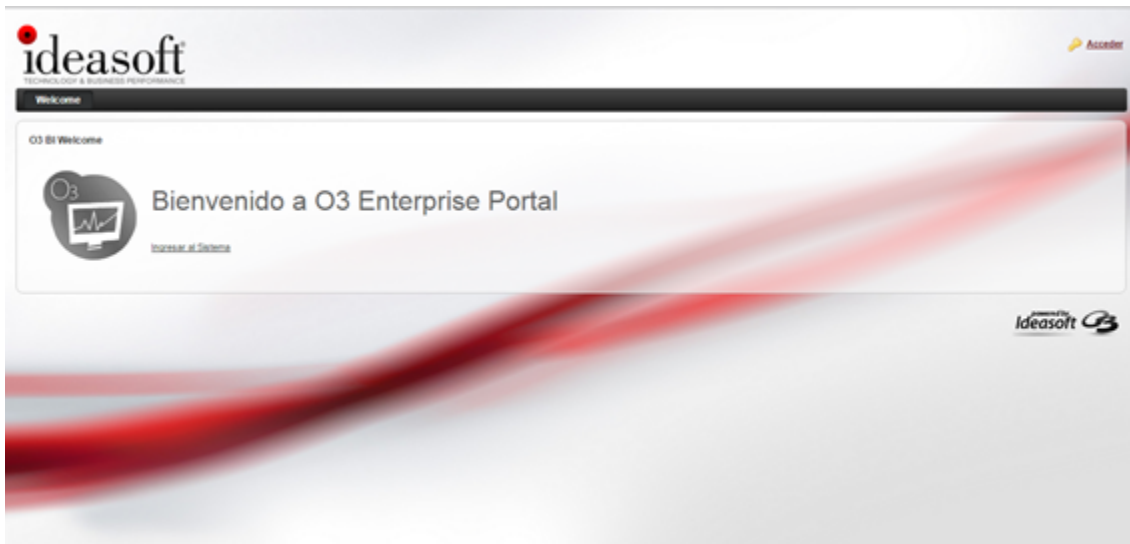 ideasoft
TECHNOLOGY & BUSINESS PERFORMANCE
Acceder
Welcome
O3 BI Welcome
O3
Bienvenido a O3 Enterprise Portal
Ingresar al Sistema
powered by
Ideasoft O3